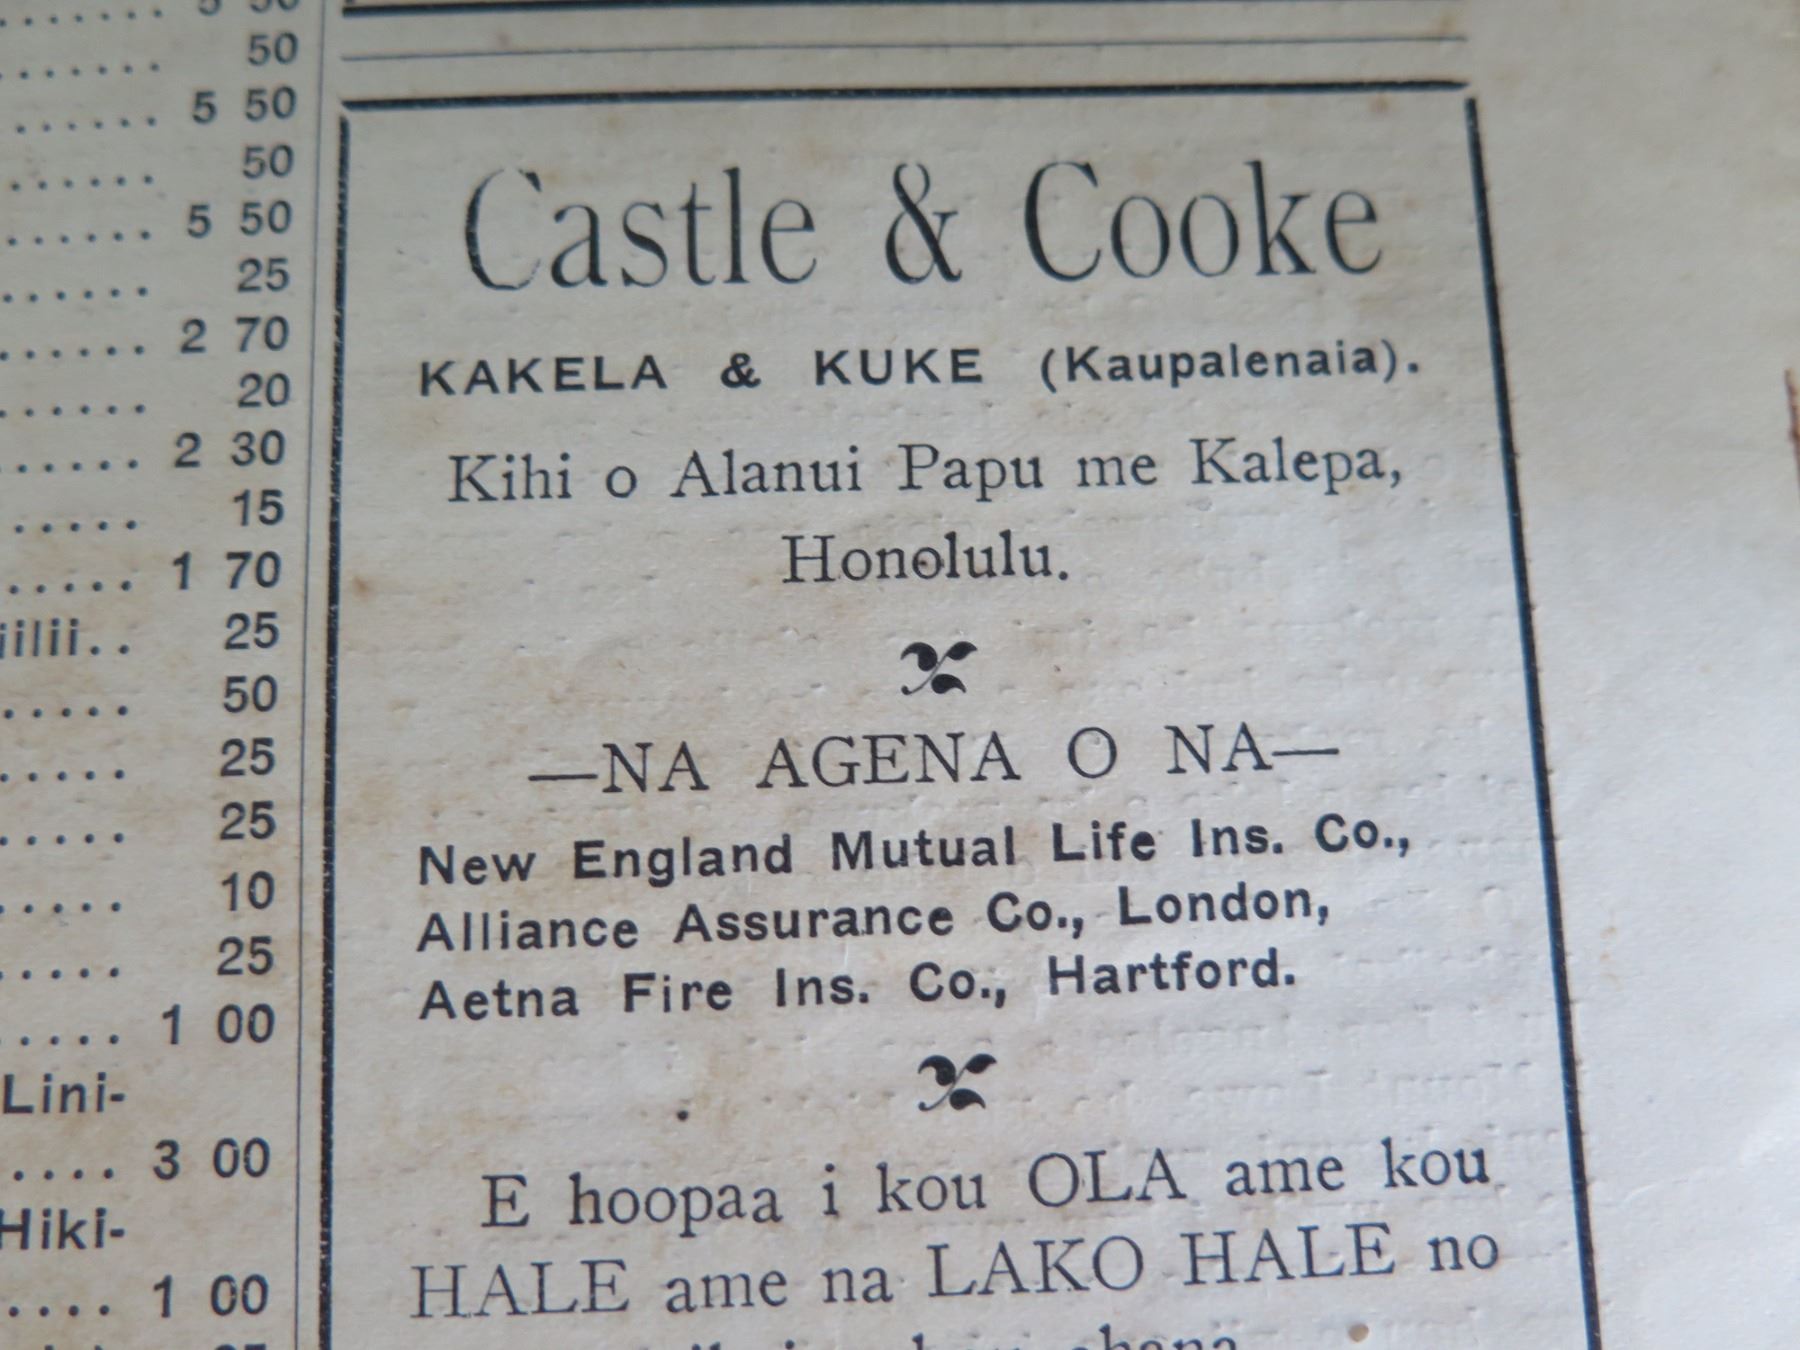 50
5 50
50
5 50
25
2 70
20
2 30
15
1 70
iilii.. 25
50
25
25
10
25
1 00
Lini-
3 00
Hiki-
1 00
Castle & Cooke
KAKELA & KUKE (Kaupalenaia).
Kihi o Alanui Papu me Kalepa,
Honolulu.
—NA AGENA O NA—
New England Mutual Life Ins. Co.,
Alliance Assurance Co., London,
Aetna Fire Ins. Co., Hartford.
E hoopaa i kou OLA ame kou
HALE ame na LAKO HALE no